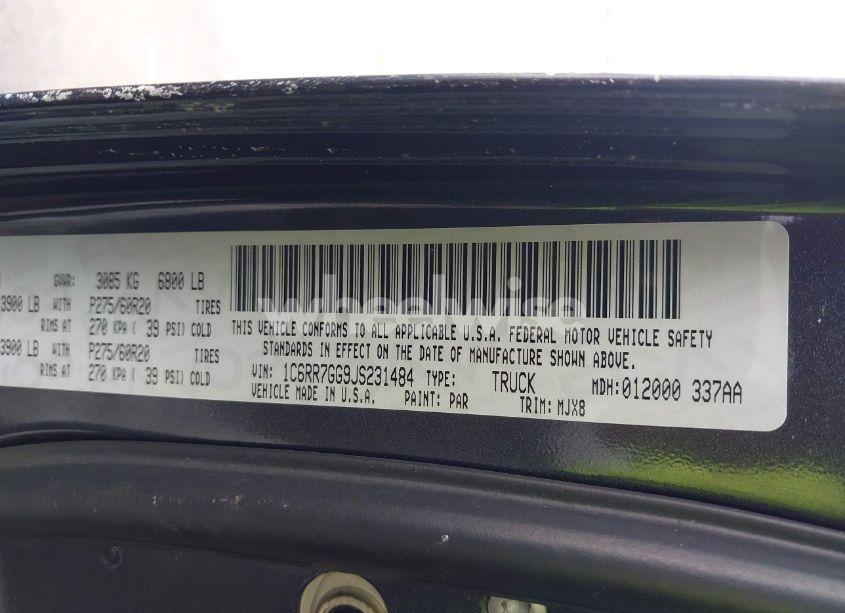 GVWR: 3085 KG 6800 LB
3900 LB WITH P275/60R20 TIRES
RIMS AT 270 KPA ( 39 PSI) COLD
3900 LB WITH P275/60R20 TIRES
RIMS AT 270 KPA ( 39 PSI) COLD
wheelwise
THIS VEHICLE CONFORMS TO ALL APPLICABLE U.S.A. FEDERAL MOTOR VEHICLE SAFETY
STANDARDS IN EFFECT ON THE DATE OF MANUFACTURE SHOWN ABOVE.
VIN: 1C6RR7GG9JS231484 TYPE: TRUCK MDH:012000 337AA
VEHICLE MADE IN U.S.A. PAINT: PAR TRIM: MJX8